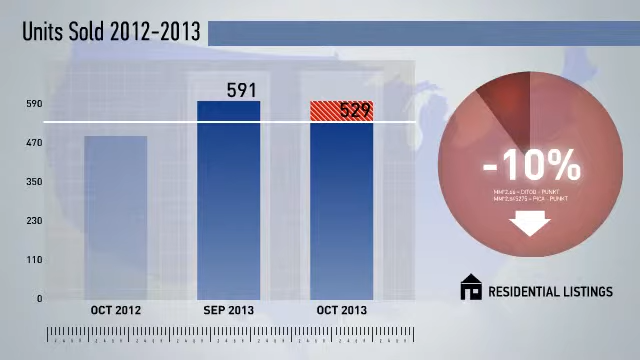 Units Sold 2012-2013
591
529
590
470
350
230
110
0
OCT 2012
SEP 2013
OCT 2013
-10%
RESIDENTIAL LISTINGS